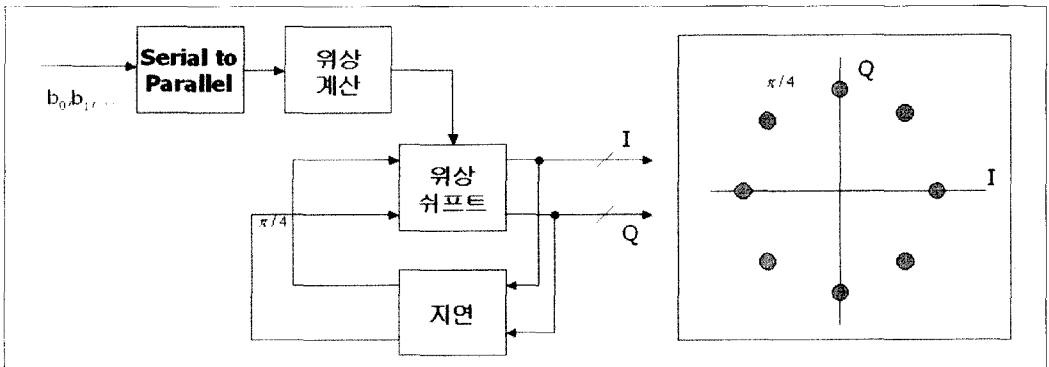 Serial to
Parallel
위상
계산
b₀,b₁, ...
위상
쉬프트
I
Q
π/4
지연
π/4
Q
I